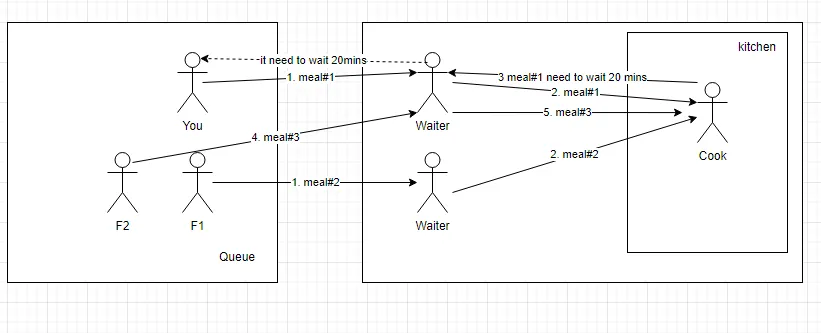 kitchen
it need to wait 20mins
1. meal#1
3 meal#1 need to wait 20 mins
2. meal#1
5. meal#3
You
Waiter
4. meal#3
2. meal#2
Cook
1. meal#2
F2
F1
Waiter
Queue